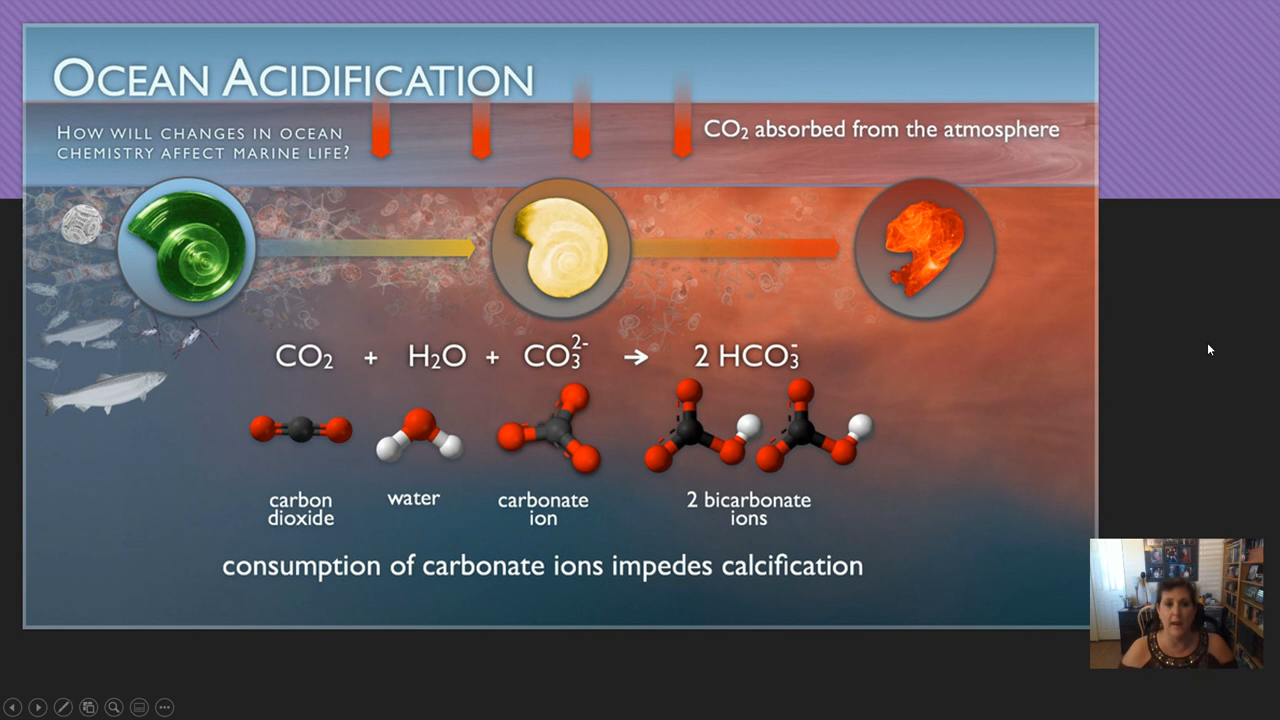 OCEAN ACIDIFICATION
HOW WILL CHANGES IN OCEAN
CHEMISTRY AFFECT MARINE LIFE?
CO₂ absorbed from the atmosphere
CO₂ + H₂O + CO₃²⁻ → 2 HCO₃⁻
carbon
dioxide
water
carbonate
ion
2 bicarbonate
ions
consumption of carbonate ions impedes calcification